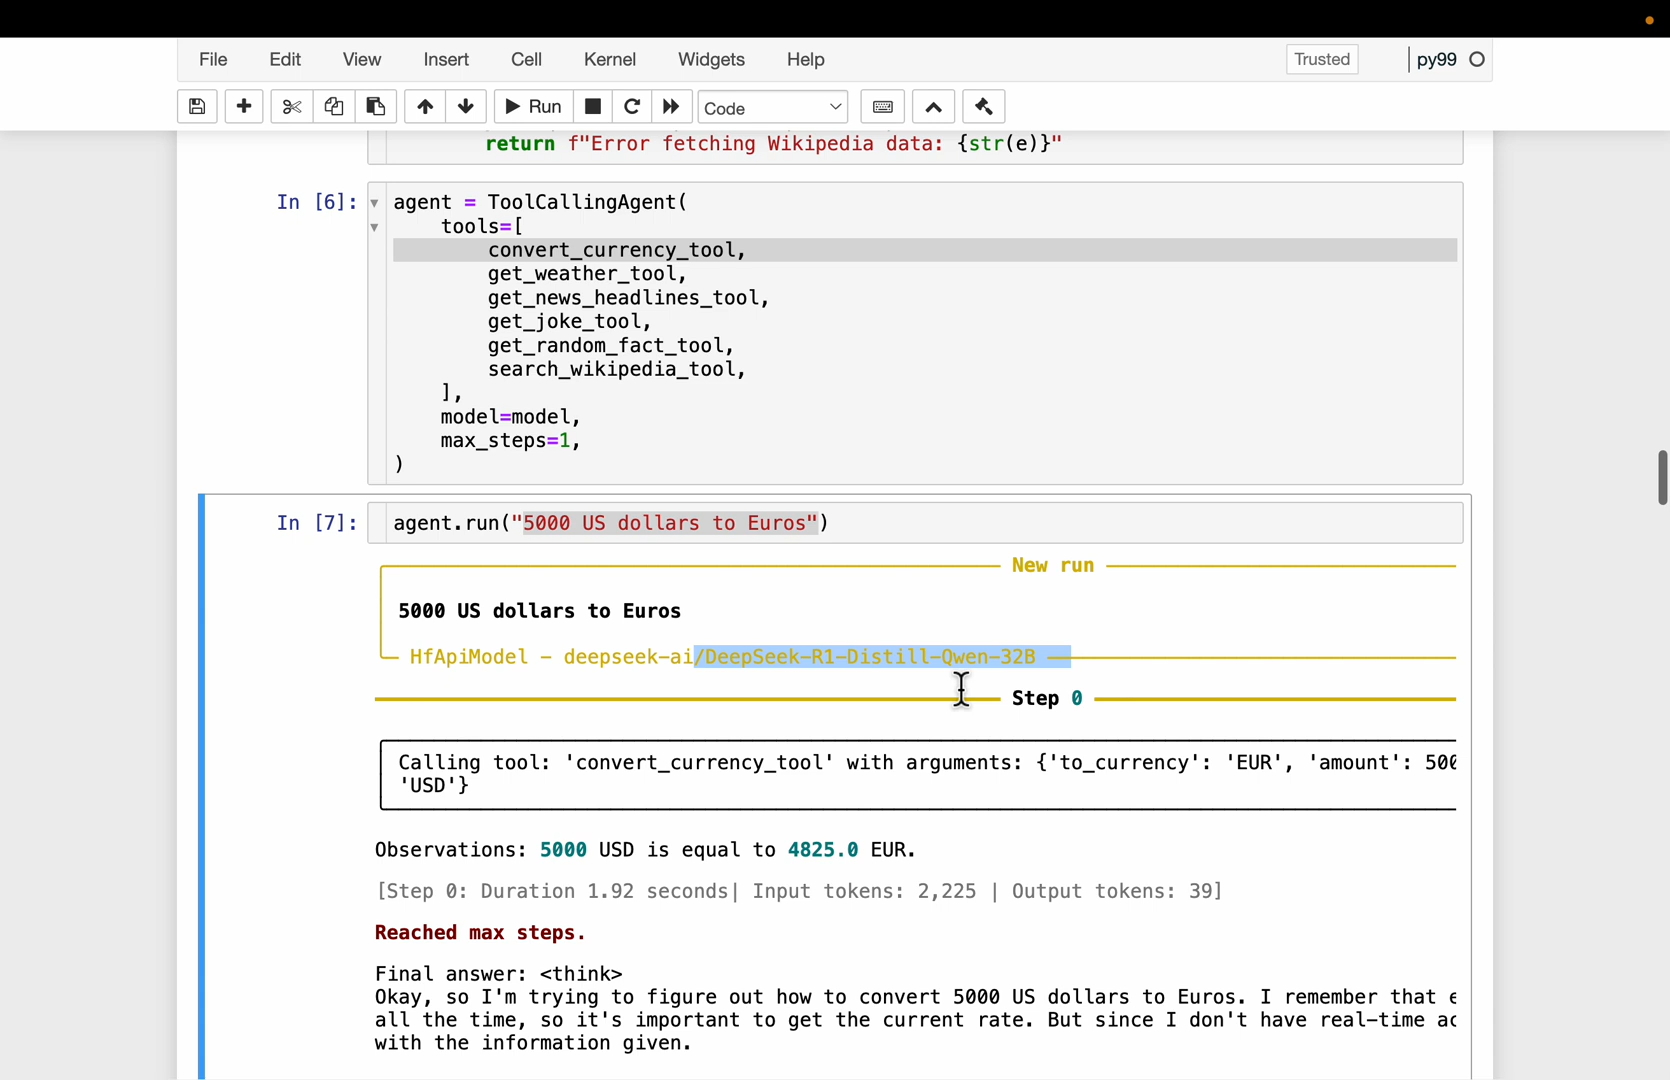 File Edit View Insert Cell Kernel Widgets Help Trusted py99
Run Code
return f"Error fetching Wikipedia data: {str(e)}"
In [6]: agent = ToolCallingAgent(
tools=[
convert_currency_tool,
get_weather_tool,
get_news_headlines_tool,
get_joke_tool,
get_random_fact_tool,
search_wikipedia_tool,
],
model=model,
max_steps=1,
)
In [7]: agent.run("5000 US dollars to Euros")
New run
5000 US dollars to Euros
HfApiModel - deepseek-ai/DeepSeek-R1-Distill-Qwen-32B
Step 0
Calling tool: 'convert_currency_tool' with arguments: {'to_currency': 'EUR', 'amount': 500
'USD'}
Observations: 5000 USD is equal to 4825.0 EUR.
[Step 0: Duration 1.92 seconds| Input tokens: 2,225 | Output tokens: 39]
Reached max steps.
Final answer: <think>
Okay, so I'm trying to figure out how to convert 5000 US dollars to Euros. I remember that e
all the time, so it's important to get the current rate. But since I don't have real-time ac
with the information given.